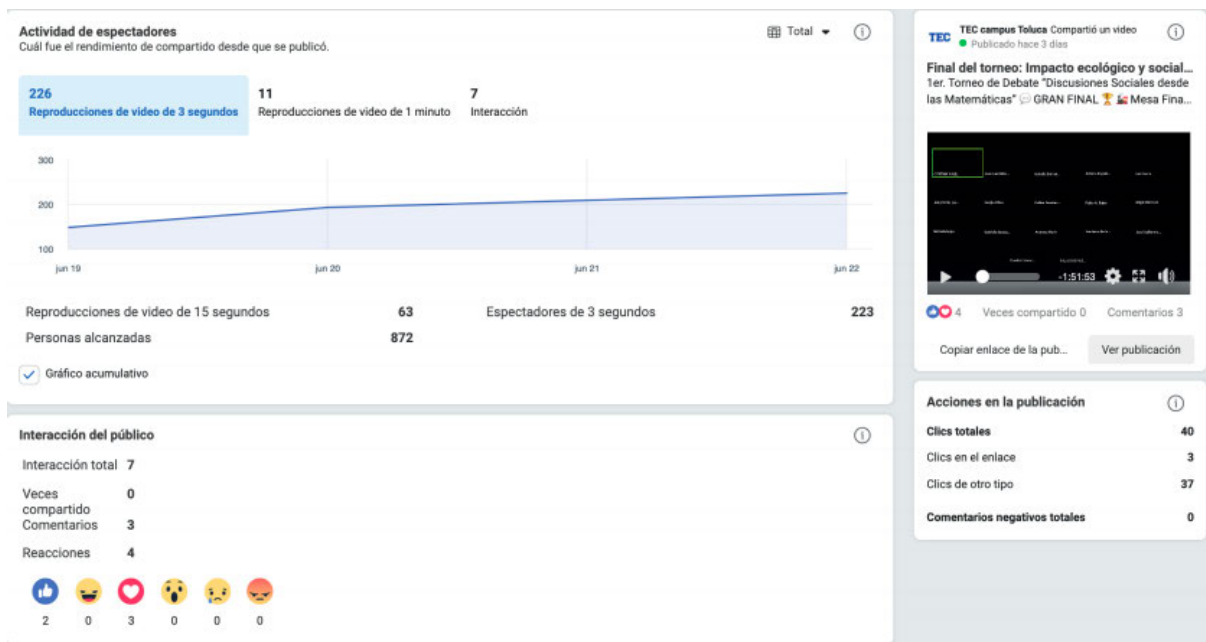 Actividad de espectadores
Cuál fue el rendimiento de compartido desde que se publicó.
Total
226
Reproducciones de video de 3 segundos
11
Reproducciones de video de 1 minuto
7
Interacción
300
200
100
jun 19
jun 20
jun 21
jun 22
Reproducciones de video de 15 segundos 63
Espectadores de 3 segundos 223
Personas alcanzadas 872
Gráfico acumulativo
Interacción del público
Interacción total 7
Veces compartido 0
Comentarios 3
Reacciones 4
2 0 3 0 0 0
TEC
TEC campus Toluca Compartió un video
Publicado hace 3 días
Final del torneo: Impacto ecológico y social...
1er. Torneo de Debate "Discusiones Sociales desde
las Matemáticas" 💬 GRAN FINAL 🏆 Mesa Fina...
-1:51:53
4 Veces compartido 0 Comentarios 3
Copiar enlace de la pub...
Ver publicación
Acciones en la publicación
Clics totales 40
Clics en el enlace 3
Clics de otro tipo 37
Comentarios negativos totales 0